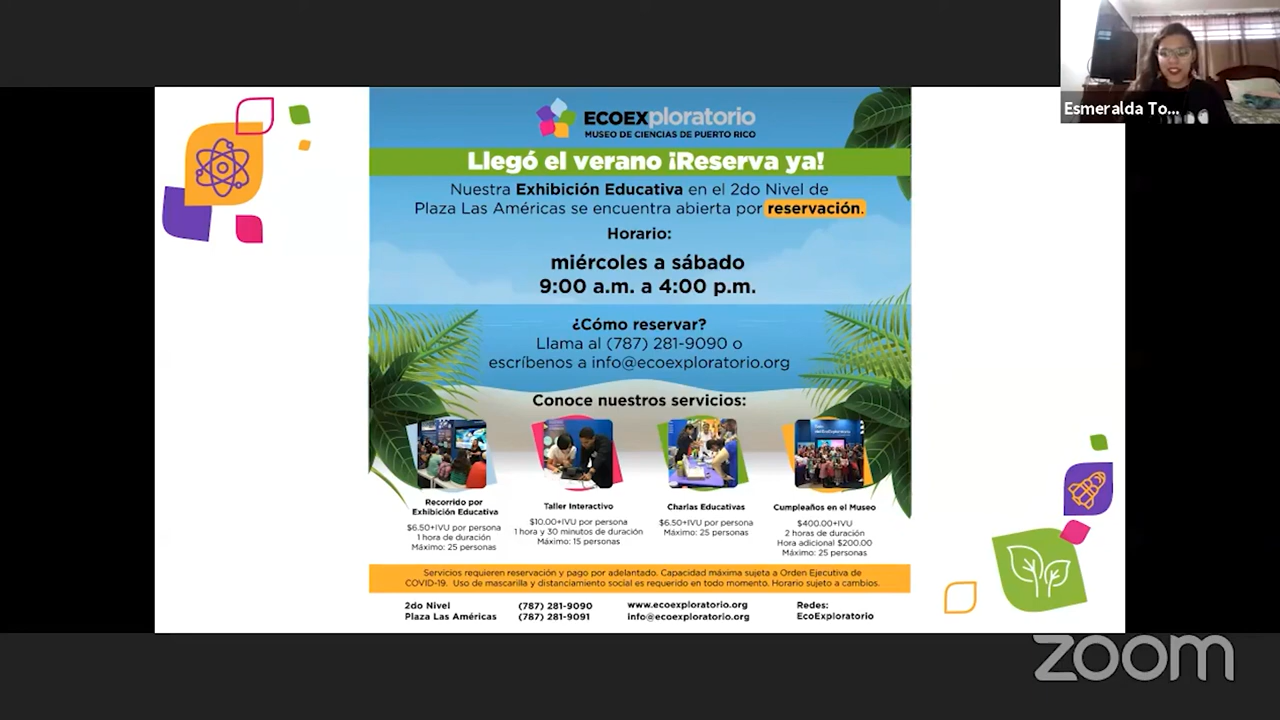 Esmeralda To...
ECOEXploratorio
MUSEO DE CIENCIAS DE PUERTO RICO
Llegó el verano ¡Reserva ya!
Nuestra Exhibición Educativa en el 2do Nivel de
Plaza Las Américas se encuentra abierta por reservación.
Horario:
miércoles a sábado
9:00 a.m. a 4:00 p.m.
¿Cómo reservar?
Llama al (787) 281-9090 o
escríbenos a info@ecoexploratorio.org
Conoce nuestros servicios:
Recorrido por
Exhibición Educativa
$6.50+IVU por persona
1 hora de duración
Máximo: 25 personas
Taller Interactivo
$10.00+IVU por persona
1 hora y 30 minutos de duración
Máximo: 15 personas
Charlas Educativas
$6.50+IVU por persona
Máximo: 25 personas
Cumpleaños en el Museo
$400.00+IVU
2 horas de duración
Hora adicional $200.00
Máximo: 25 personas
Servicios requieren reservación y pago por adelantado. Capacidad máxima sujeta a Orden Ejecutiva de
COVID-19. Uso de mascarilla y distanciamiento social es requerido en todo momento. Horario sujeto a cambios.
2do Nivel
Plaza Las Américas
(787) 281-9090
(787) 281-9091
www.ecoexploratorio.org
info@ecoexploratorio.org
Redes:
EcoExploratorio
zoom